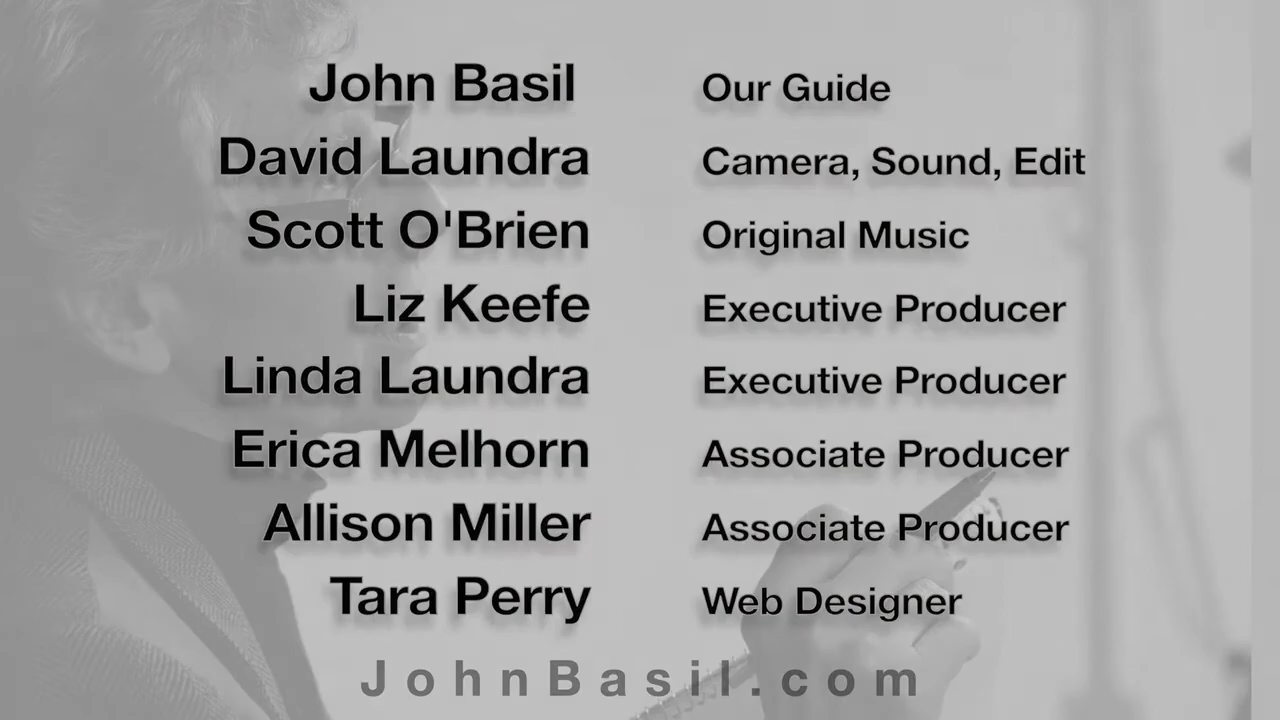 John Basil Our Guide
David Laundra Camera, Sound, Edit
Scott O'Brien Original Music
Liz Keefe Executive Producer
Linda Laundra Executive Producer
Erica Melhorn Associate Producer
Allison Miller Associate Producer
Tara Perry Web Designer
JohnBasil.com